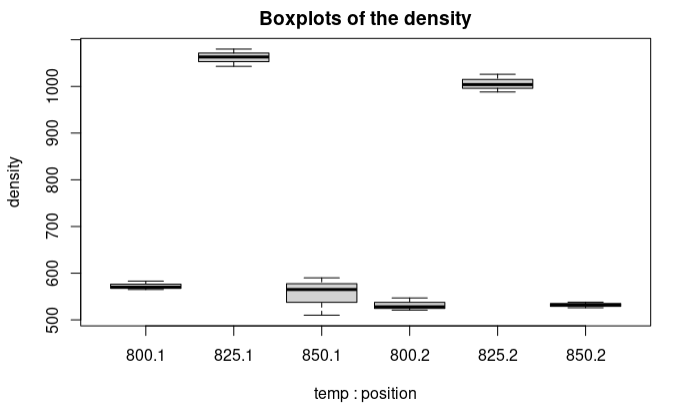 Boxplots of the density
density
500 600 700 800 900 1000
800.1 825.1 850.1 800.2 825.2 850.2
temp : position